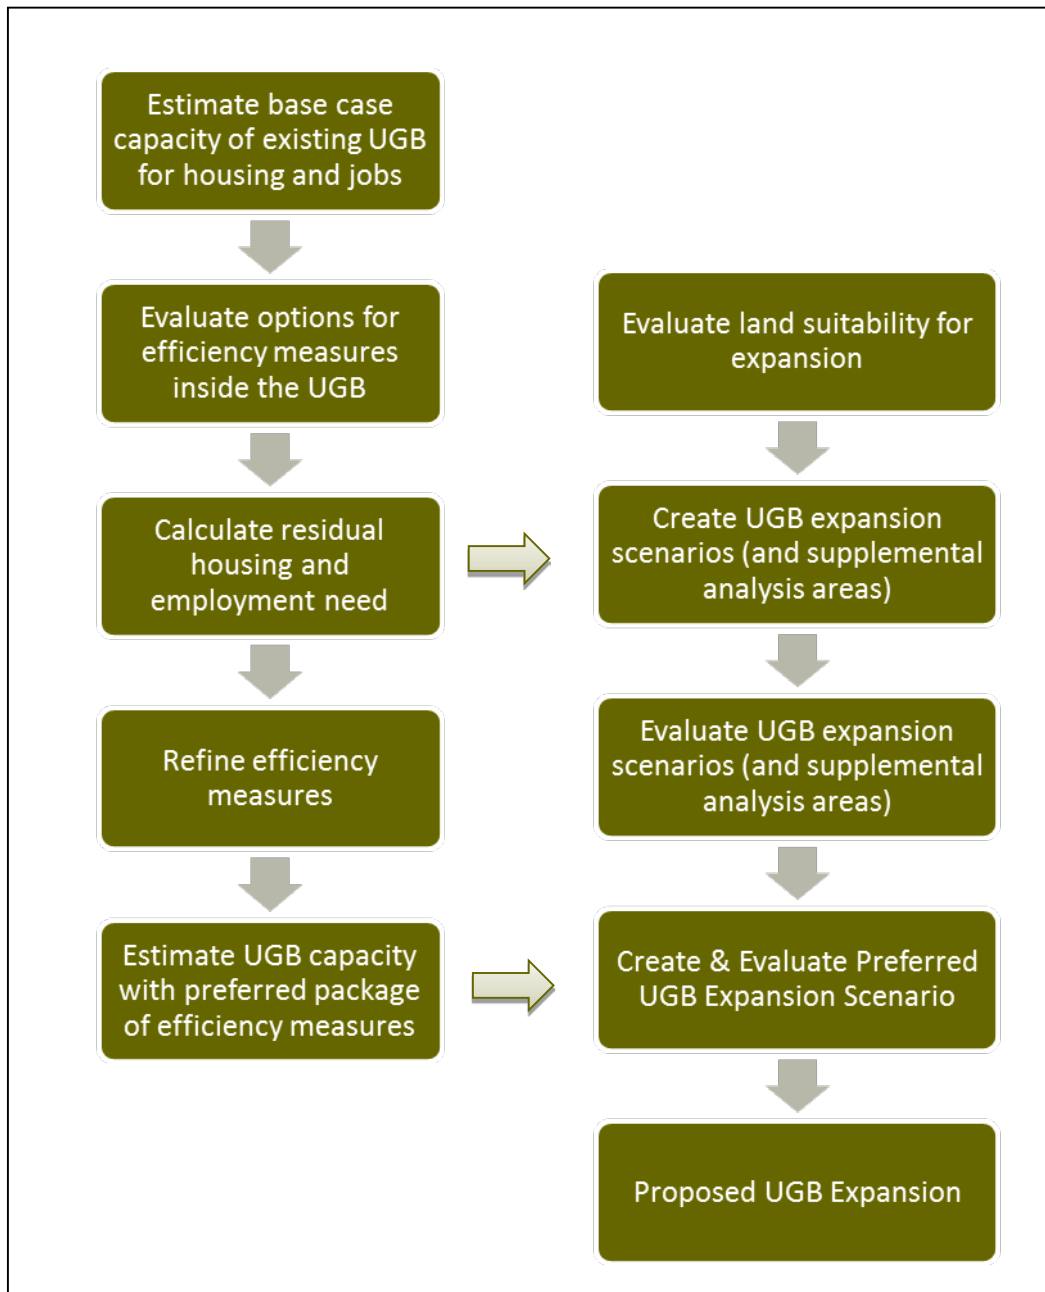 Estimate base case
capacity of existing UGB
for housing and jobs
Evaluate options for
efficiency measures
inside the UGB
Calculate residual
housing and
employment need
Refine efficiency
measures
Estimate UGB capacity
with preferred package
of efficiency measures
Evaluate land suitability for
expansion
Create UGB expansion
scenarios (and supplemental
analysis areas)
Evaluate UGB expansion
scenarios (and supplemental
analysis areas)
Create & Evaluate Preferred
UGB Expansion Scenario
Proposed UGB Expansion